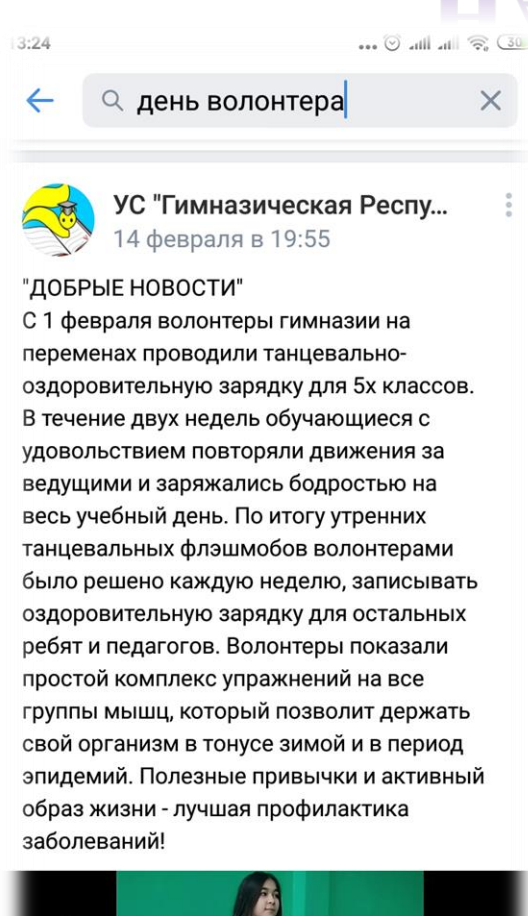 13:24
30
день волонтера
УС "Гимназическая Респу...
14 февраля в 19:55
"ДОБРЫЕ НОВОСТИ"
С 1 февраля волонтеры гимназии на
переменах проводили танцевально-
оздоровительную зарядку для 5х классов.
В течение двух недель обучающиеся с
удовольствием повторяли движения за
ведущими и заряжались бодростью на
весь учебный день. По итогу утренних
танцевальных флэшмобов волонтерами
было решено каждую неделю, записывать
оздоровительную зарядку для остальных
ребят и педагогов. Волонтеры показали
простой комплекс упражнений на все
группы мышц, который позволит держать
свой организм в тонусе зимой и в период
эпидемий. Полезные привычки и активный
образ жизни - лучшая профилактика
заболеваний!